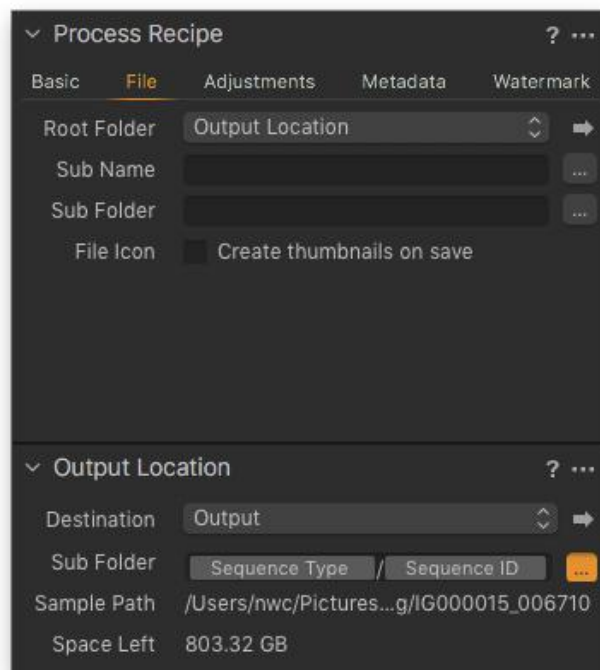 Process Recipe ? ...
Basic File Adjustments Metadata Watermark
Root Folder Output Location
Sub Name ...
Sub Folder ...
File Icon Create thumbnails on save
Output Location ? ...
Destination Output
Sub Folder Sequence Type / Sequence ID ...
Sample Path /Users/nwc/Pictures...g/IG000015_006710
Space Left 803.32 GB